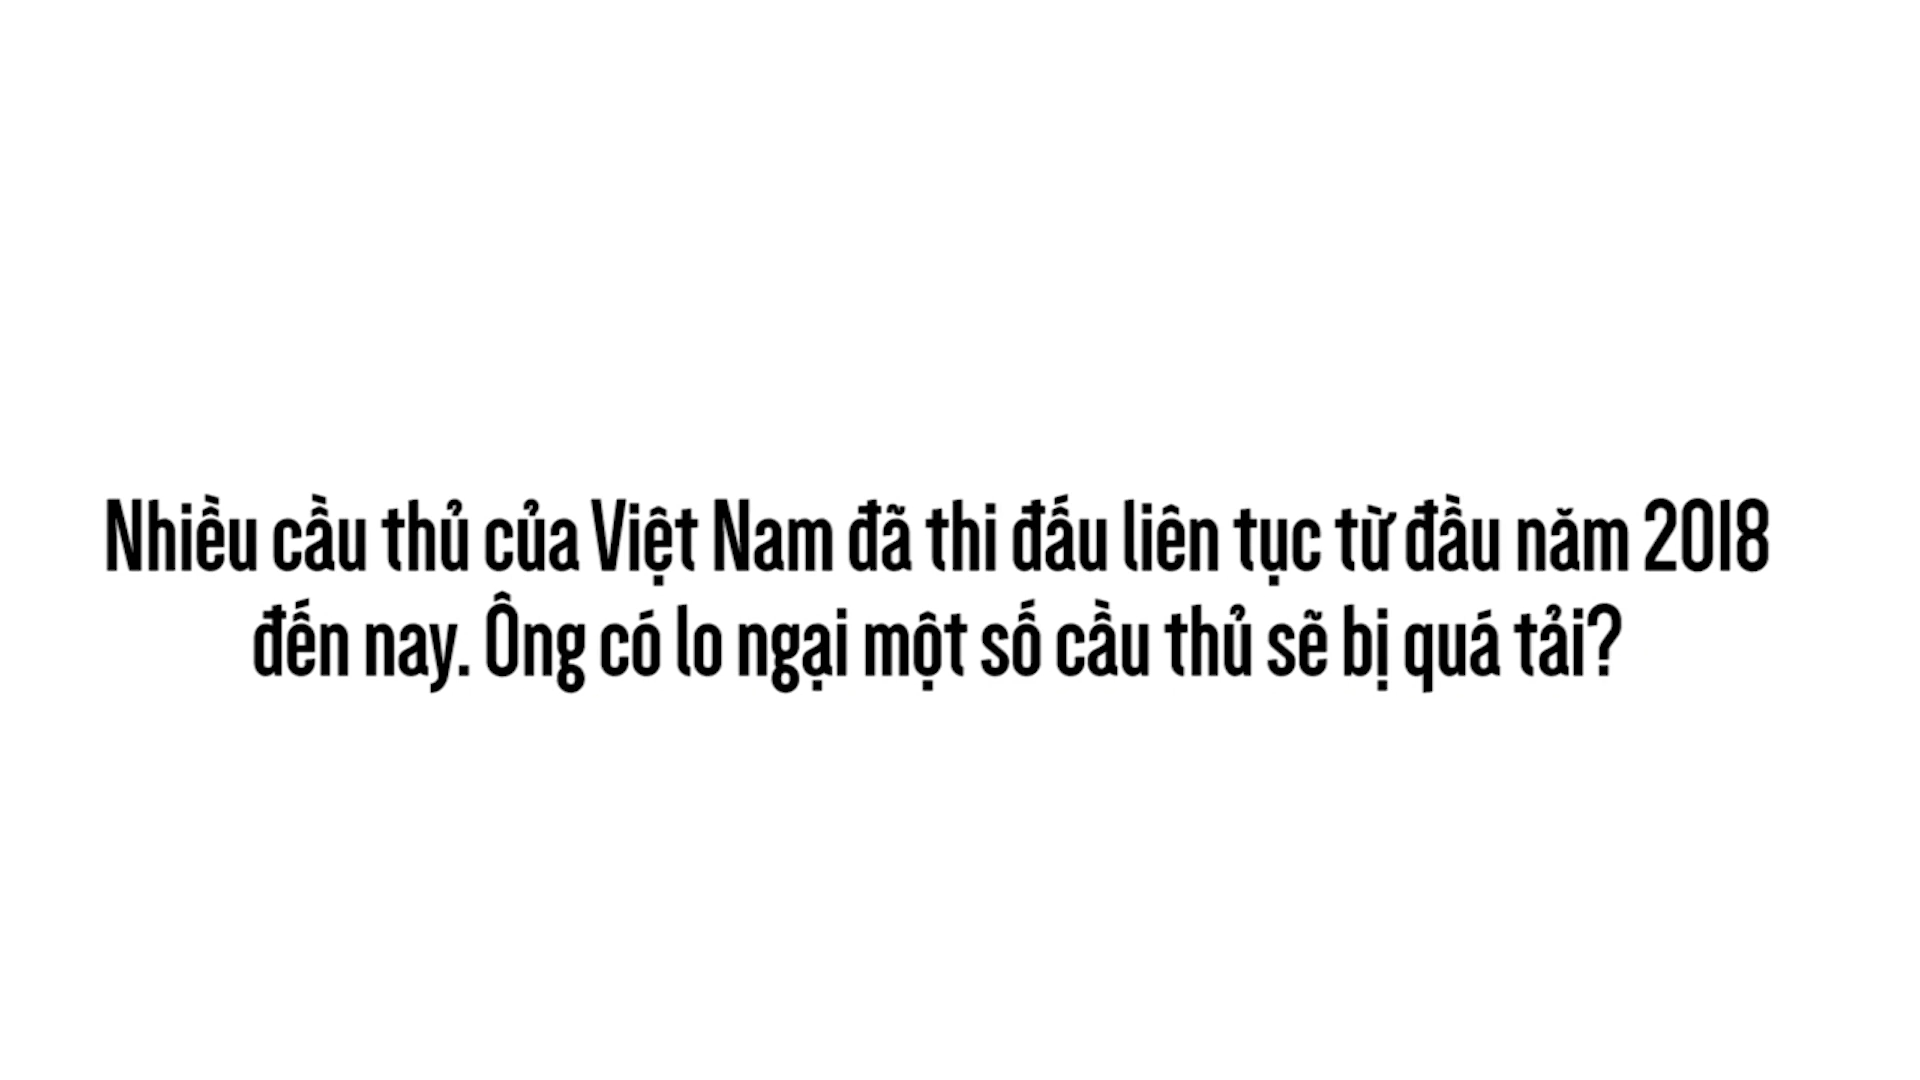 Nhiều cầu thủ của Việt Nam đã thi đấu liên tục từ đầu năm 2018
đến nay. Ông có lo ngại một số cầu thủ sẽ bị quá tải?